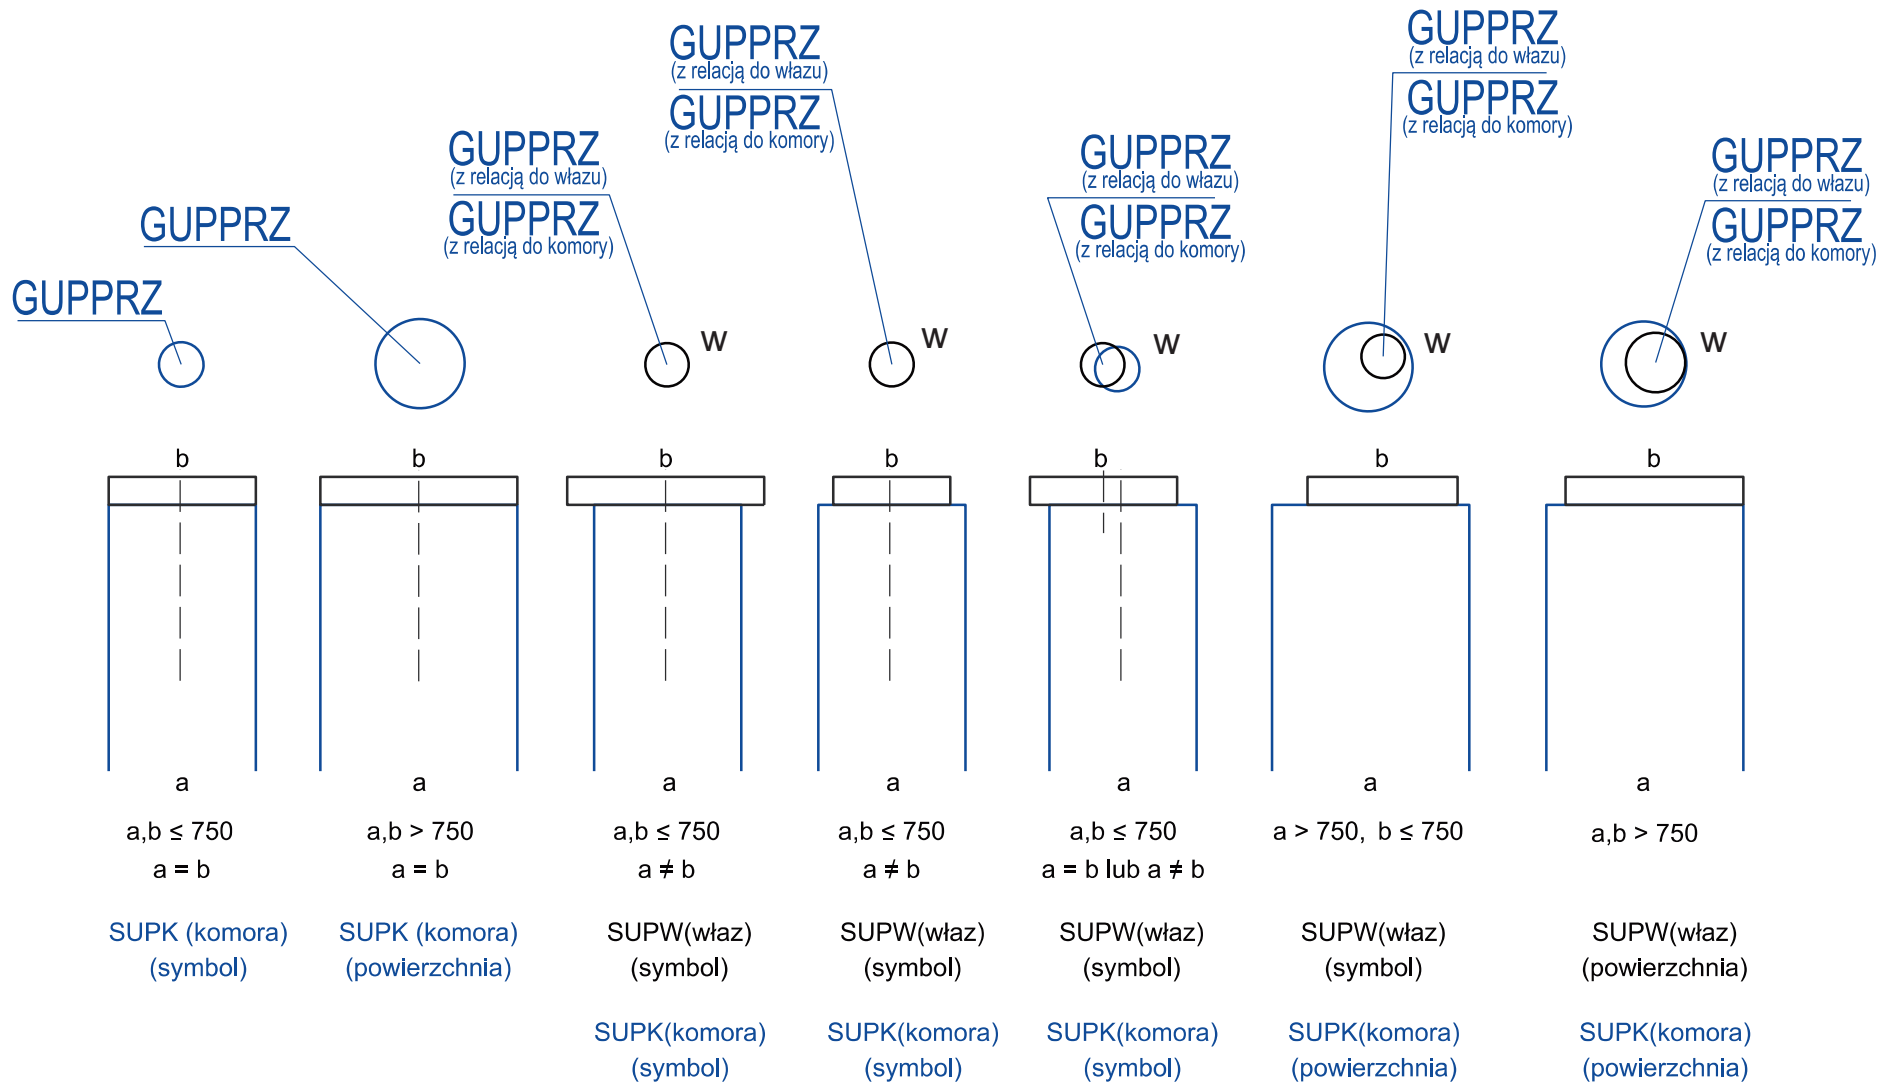 GUPPRZ
(z relacją do włazu)
GUPPRZ
(z relacją do komory)
GUPPRZ
(z relacją do włazu)
GUPPRZ
(z relacją do komory)
GUPPRZ
(z relacją do włazu)
GUPPRZ
(z relacją do komory)
GUPPRZ
(z relacją do włazu)
GUPPRZ
(z relacją do komory)
GUPPRZ
(z relacją do włazu)
GUPPRZ
(z relacją do komory)
GUPPRZ
GUPPRZ
W W W W W
b b b b b b b
a a a a a a a
a,b ≤ 750 a,b > 750 a,b ≤ 750 a,b ≤ 750 a,b ≤ 750 a > 750, b ≤ 750 a,b > 750
a = b a = b a ≠ b a ≠ b a = b lub a ≠ b
SUPK (komora) SUPK (komora) SUPW(właz) SUPW(właz) SUPW(właz) SUPW(właz) SUPW(właz)
(symbol) (powierzchnia) (symbol) (symbol) (symbol) (symbol) (powierzchnia)
SUPK(komora) SUPK(komora) SUPK(komora) SUPK(komora) SUPK(komora)
(symbol) (symbol) (symbol) (powierzchnia) (powierzchnia)